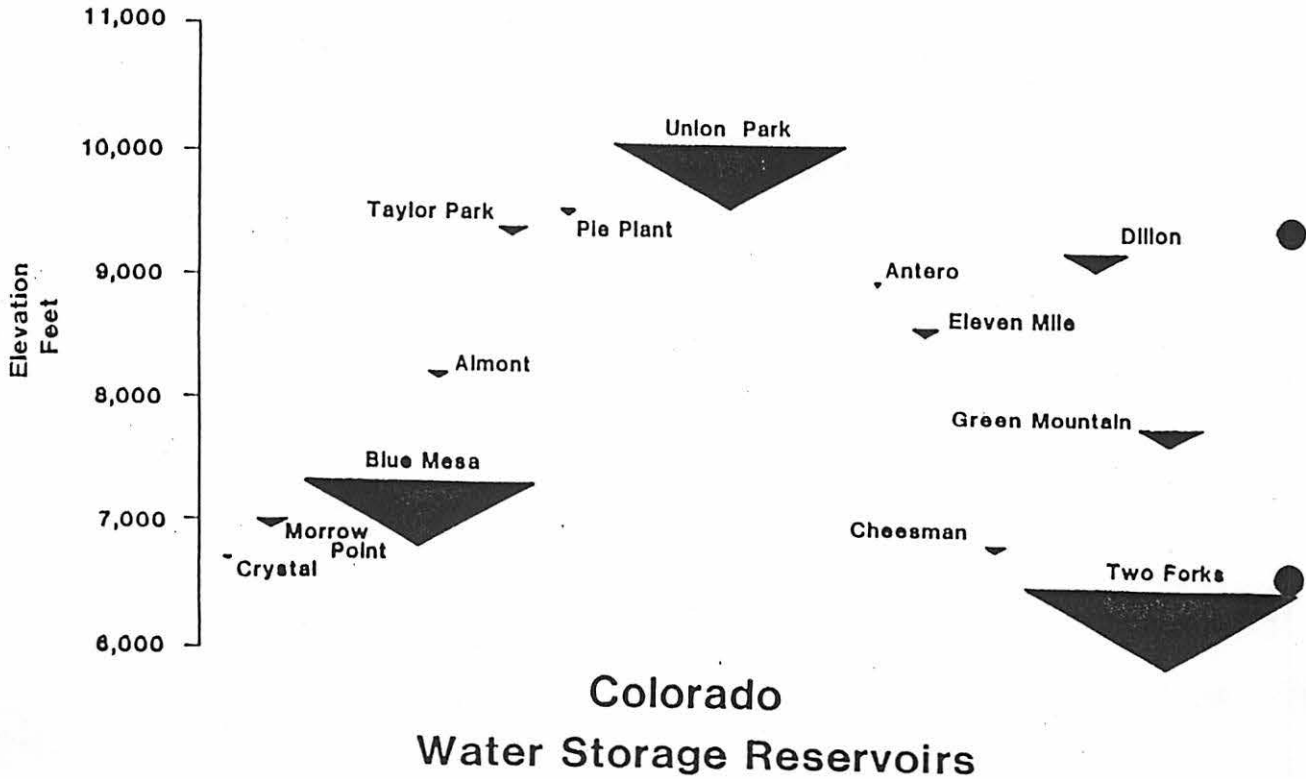 11,000
10,000
9,000
8,000
7,000
6,000
Elevation
Feet
Union Park
Taylor Park
Pie Plant
Dillon
Antero
Eleven Mile
Almont
Green Mountain
Blue Mesa
Morrow
Point
Crystal
Cheesman
Two Forks
Colorado
Water Storage Reservoirs